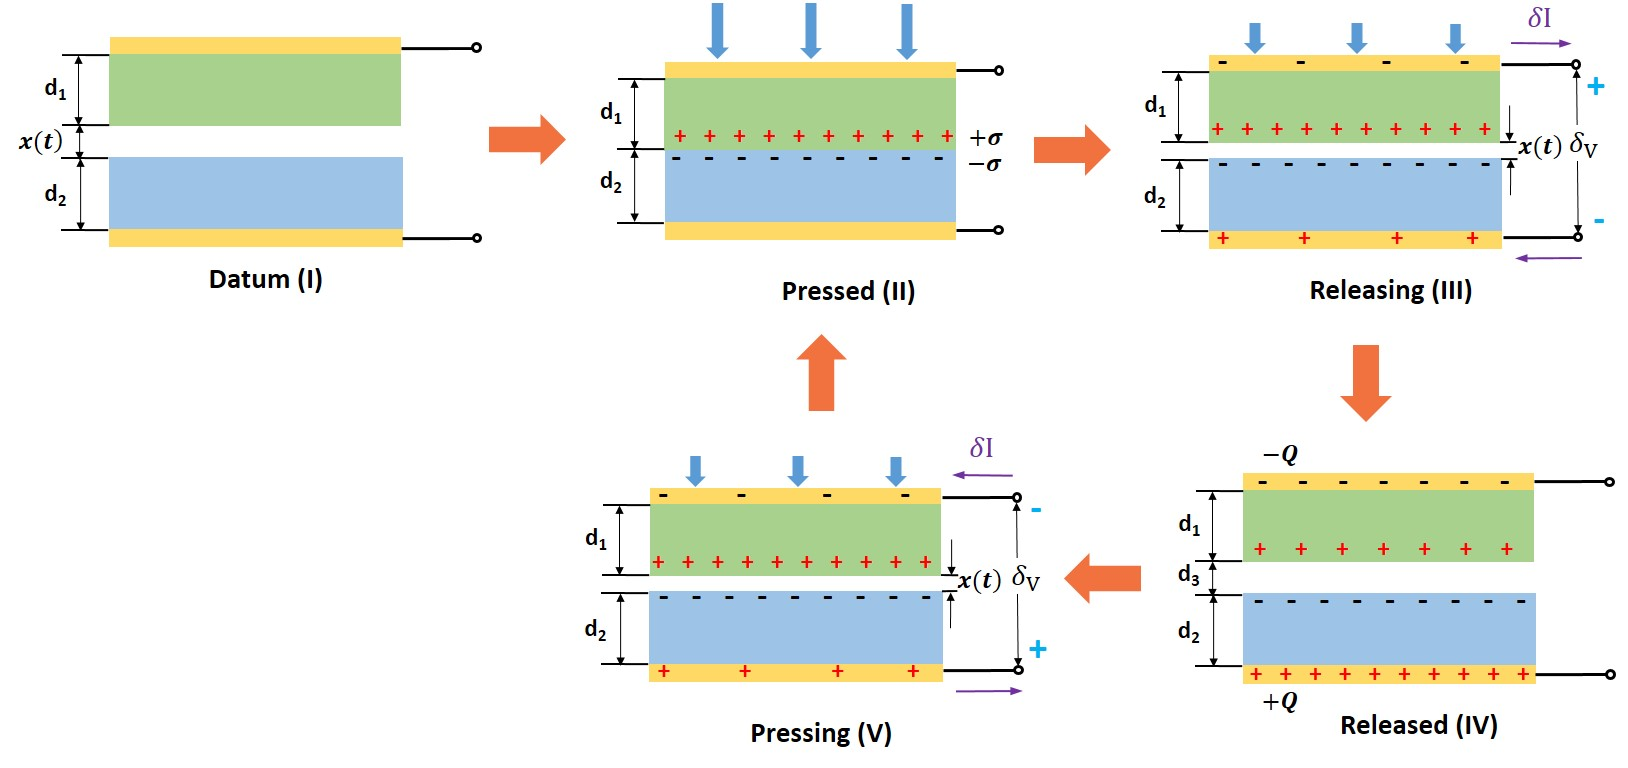 d1
x(t)
d2
Datum (I)
d1
+ + + + + + + + + +
+σ
- - - - - - - - -
−σ
d2
Pressed (II)
δI
- - - -
+
d1
+ + + + + + + + + +
x(t) δV
- - - - - - - - -
d2
-
+ + + +
Releasing (III)
−Q
- - - - - - -
d1
+ + + + + + +
d3
- - - - - - - - -
d2
+ + + + + + + + + +
+Q
Released (IV)
δI
- - - -
-
d1
+ + + + + + + + + +
x(t) δV
- - - - - - - - -
d2
+
+ + + +
Pressing (V)